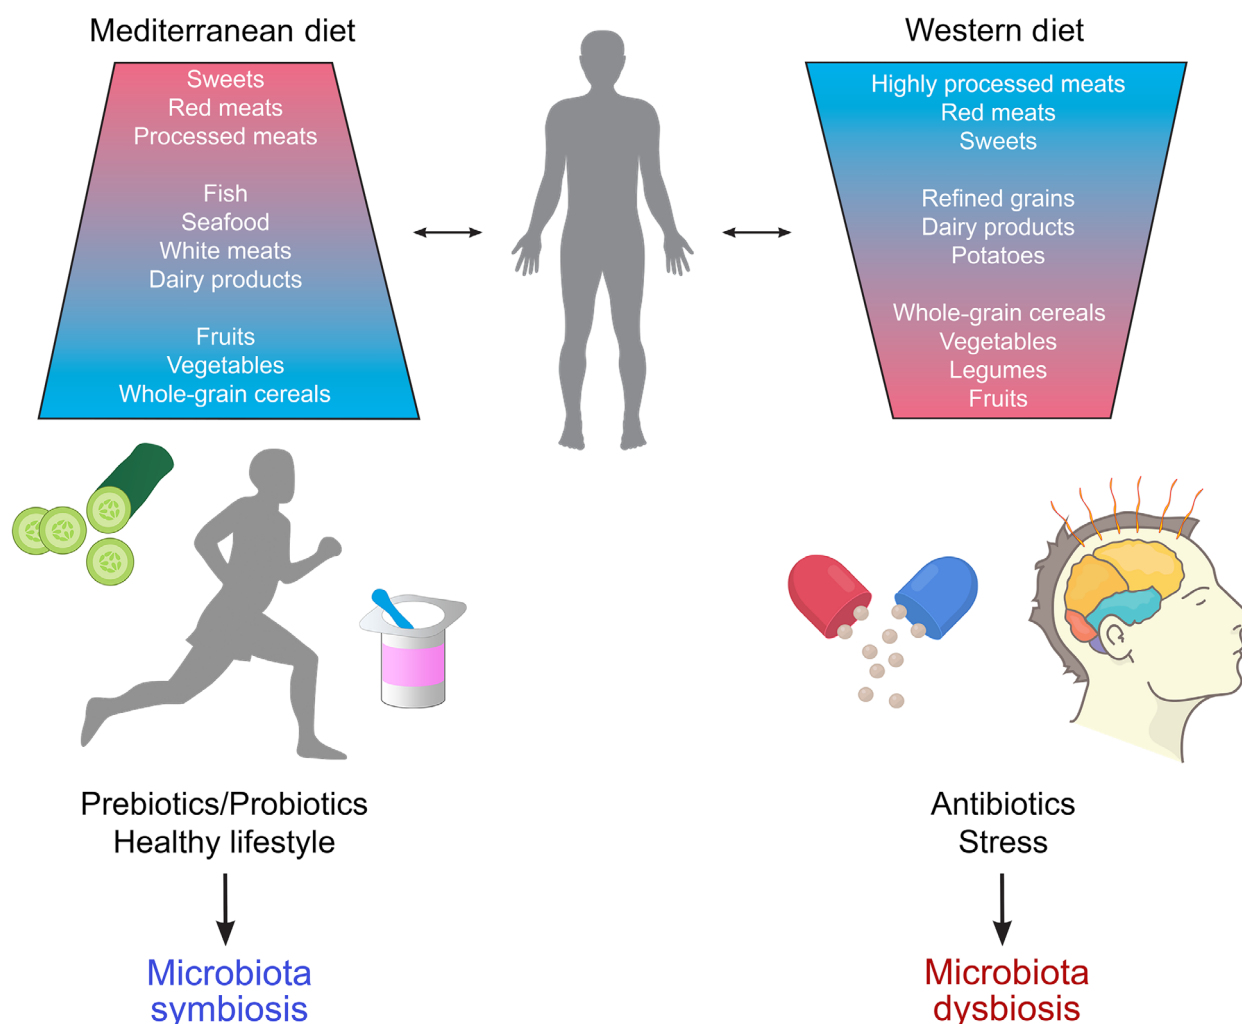 Mediterranean diet
Sweets
Red meats
Processed meats
Fish
Seafood
White meats
Dairy products
Fruits
Vegetables
Whole-grain cereals
Western diet
Highly processed meats
Red meats
Sweets
Refined grains
Dairy products
Potatoes
Whole-grain cereals
Vegetables
Legumes
Fruits
Prebiotics/Probiotics
Healthy lifestyle
Microbiota
symbiosis
Antibiotics
Stress
Microbiota
dysbiosis